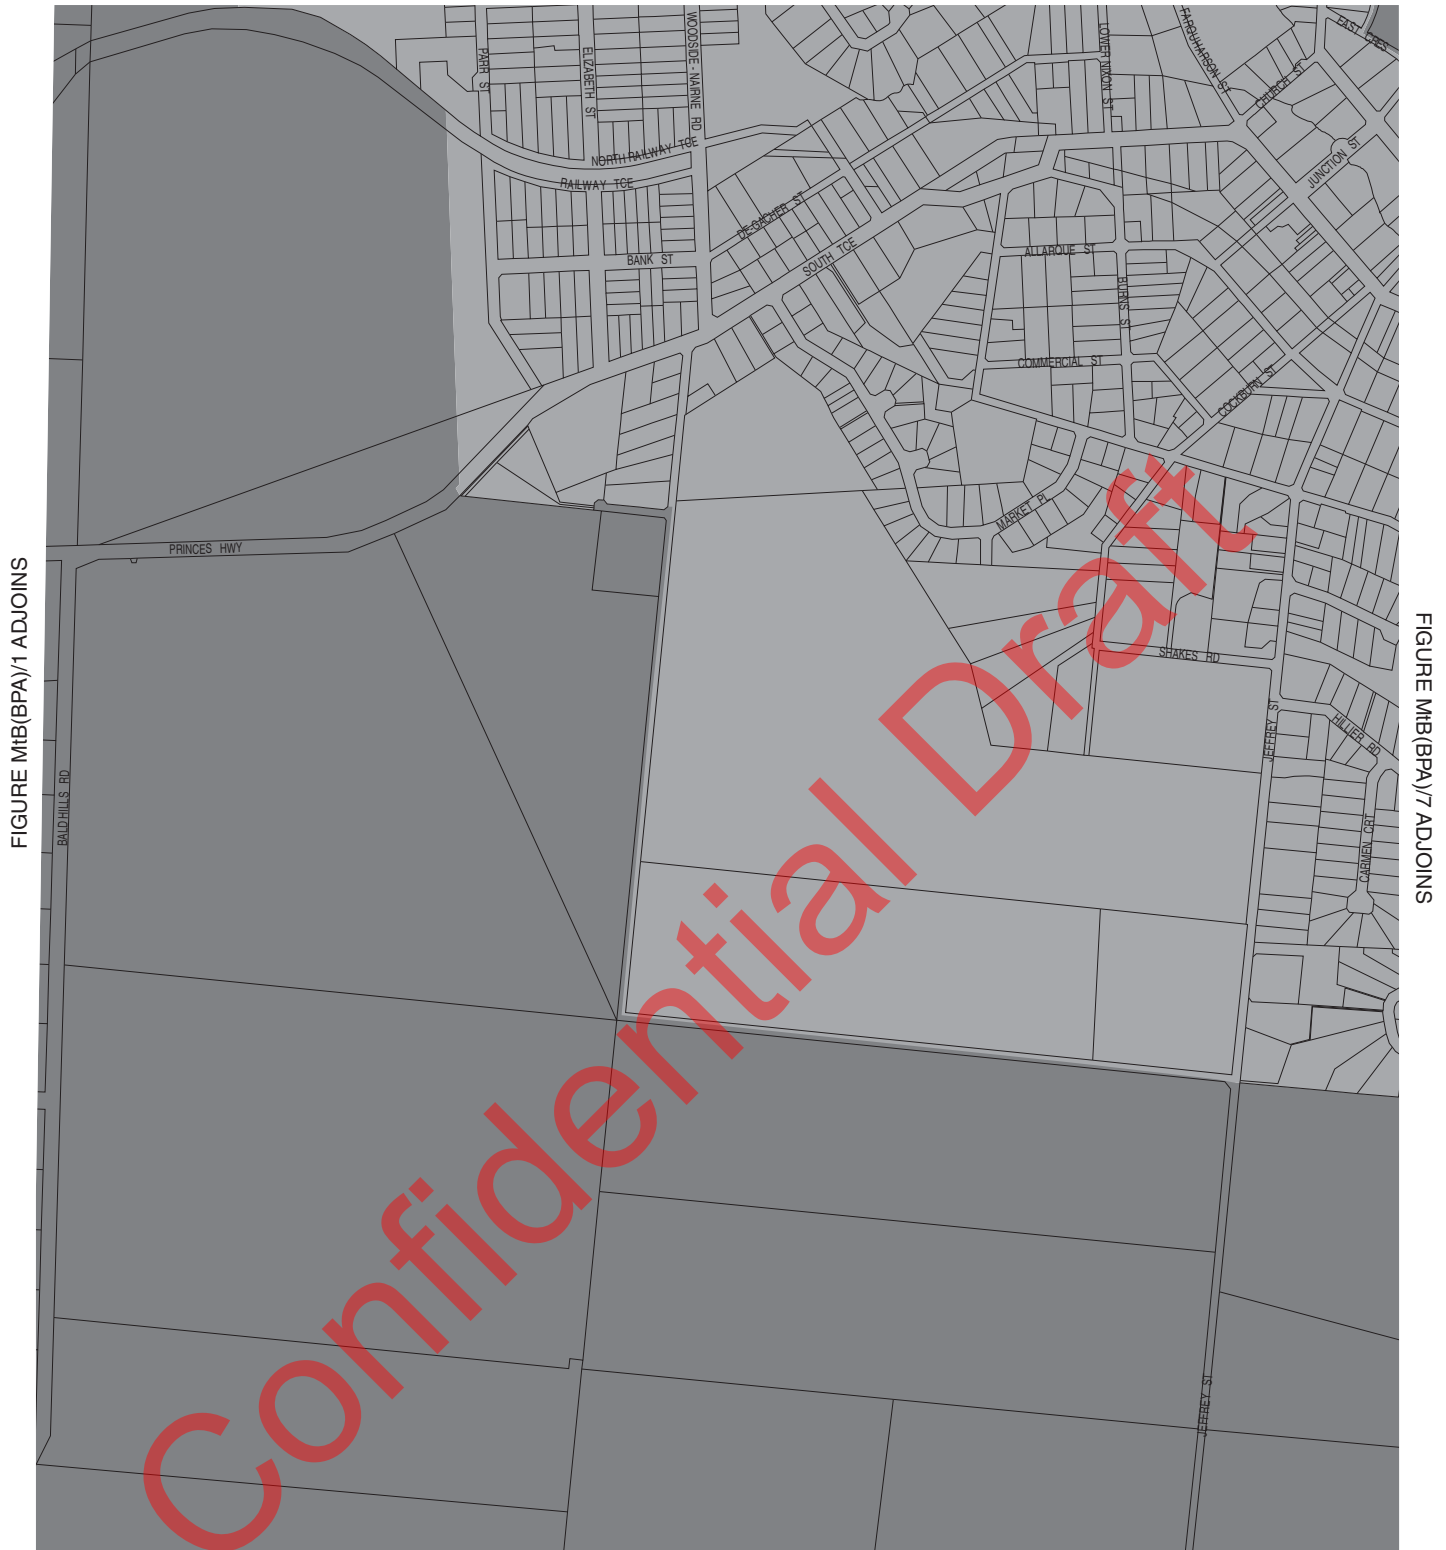 EAST CRES
WOODSIDE - NAIRNE RD
FARQUHARSON ST
LOWER NIXON ST
PARR ST
ELIZABETH ST
CHURCH ST
NORTH RAILWAY TCE
JUNCTION ST
RAILWAY TCE
DE-GACHER ST
SOUTH TCE
ALLARGUE ST
BANK ST
BURNS ST
COMMERCIAL ST
COCKBURN ST
MARKET PL
PRINCES HWY
SHAKES RD
JEFFREY ST
HILLIER RD
BALD HILLS RD
CARMEN CRT
JEFFREY ST
FIGURE MtB(BPA)/1 ADJOINS
FIGURE MtB(BPA)/7 ADJOINS
Confidential Draft